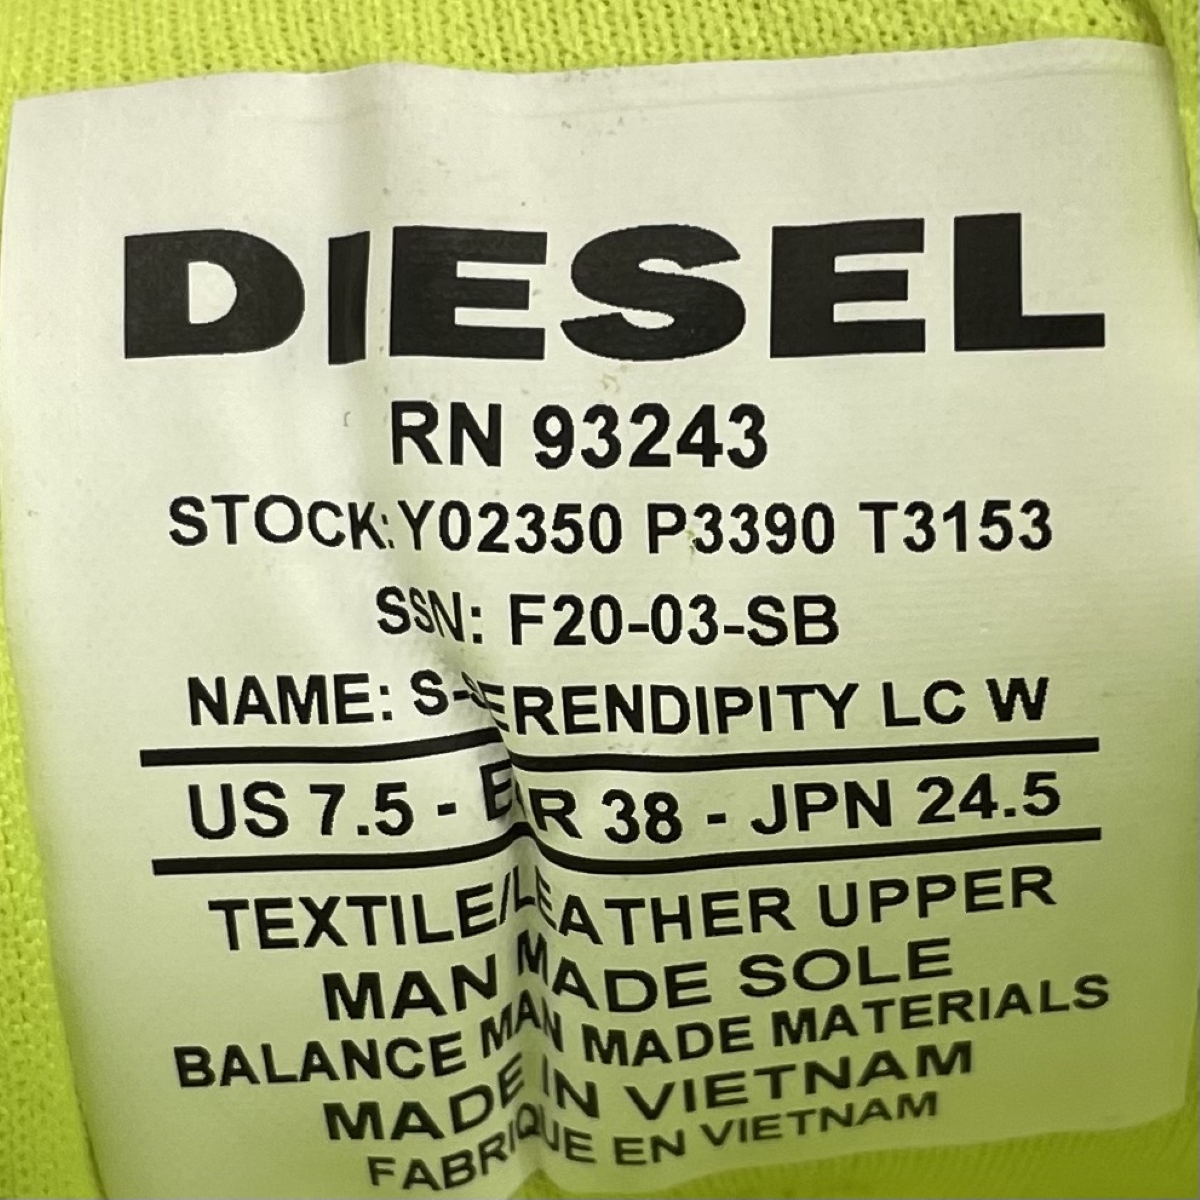 DIESEL
RN 93243
STOCK:Y02350 P3390 T3153
SSN: F20-03-SB
NAME: S-SERENDIPITY LC W
US 7.5 - EUR 38 - JPN 24.5
TEXTILE/LEATHER UPPER
MAN MADE SOLE
BALANCE MAN MADE MATERIALS
MADE IN VIETNAM
FABRIQUE EN VIETNAM